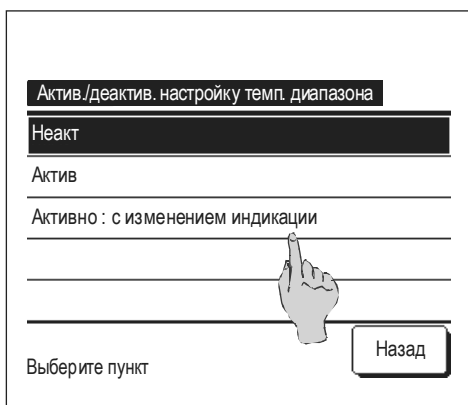 Актив./деактив. настройку темп. диапазона
Неакт
Актив
Активно : с изменением индикации
Выберите пункт
Назад